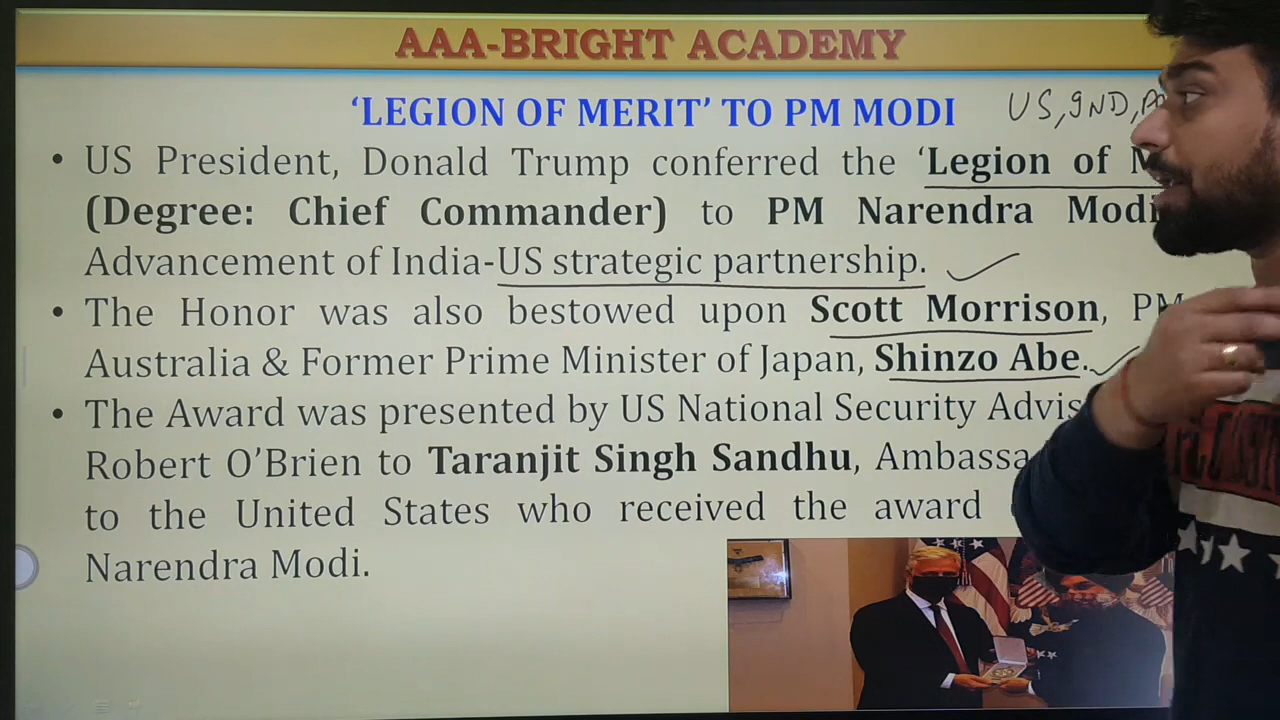 AAA-BRIGHT ACADEMY
‘LEGION OF MERIT’ TO PM MODI
US, IND,
• US President, Donald Trump conferred the ‘Legion of
(Degree: Chief Commander) to PM Narendra Modi
Advancement of India-US strategic partnership.
• The Honor was also bestowed upon Scott Morrison, PM
Australia & Former Prime Minister of Japan, Shinzo Abe.
• The Award was presented by US National Security
Robert O’Brien to Taranjit Singh Sandhu,
to the United States who received the award
Narendra Modi.